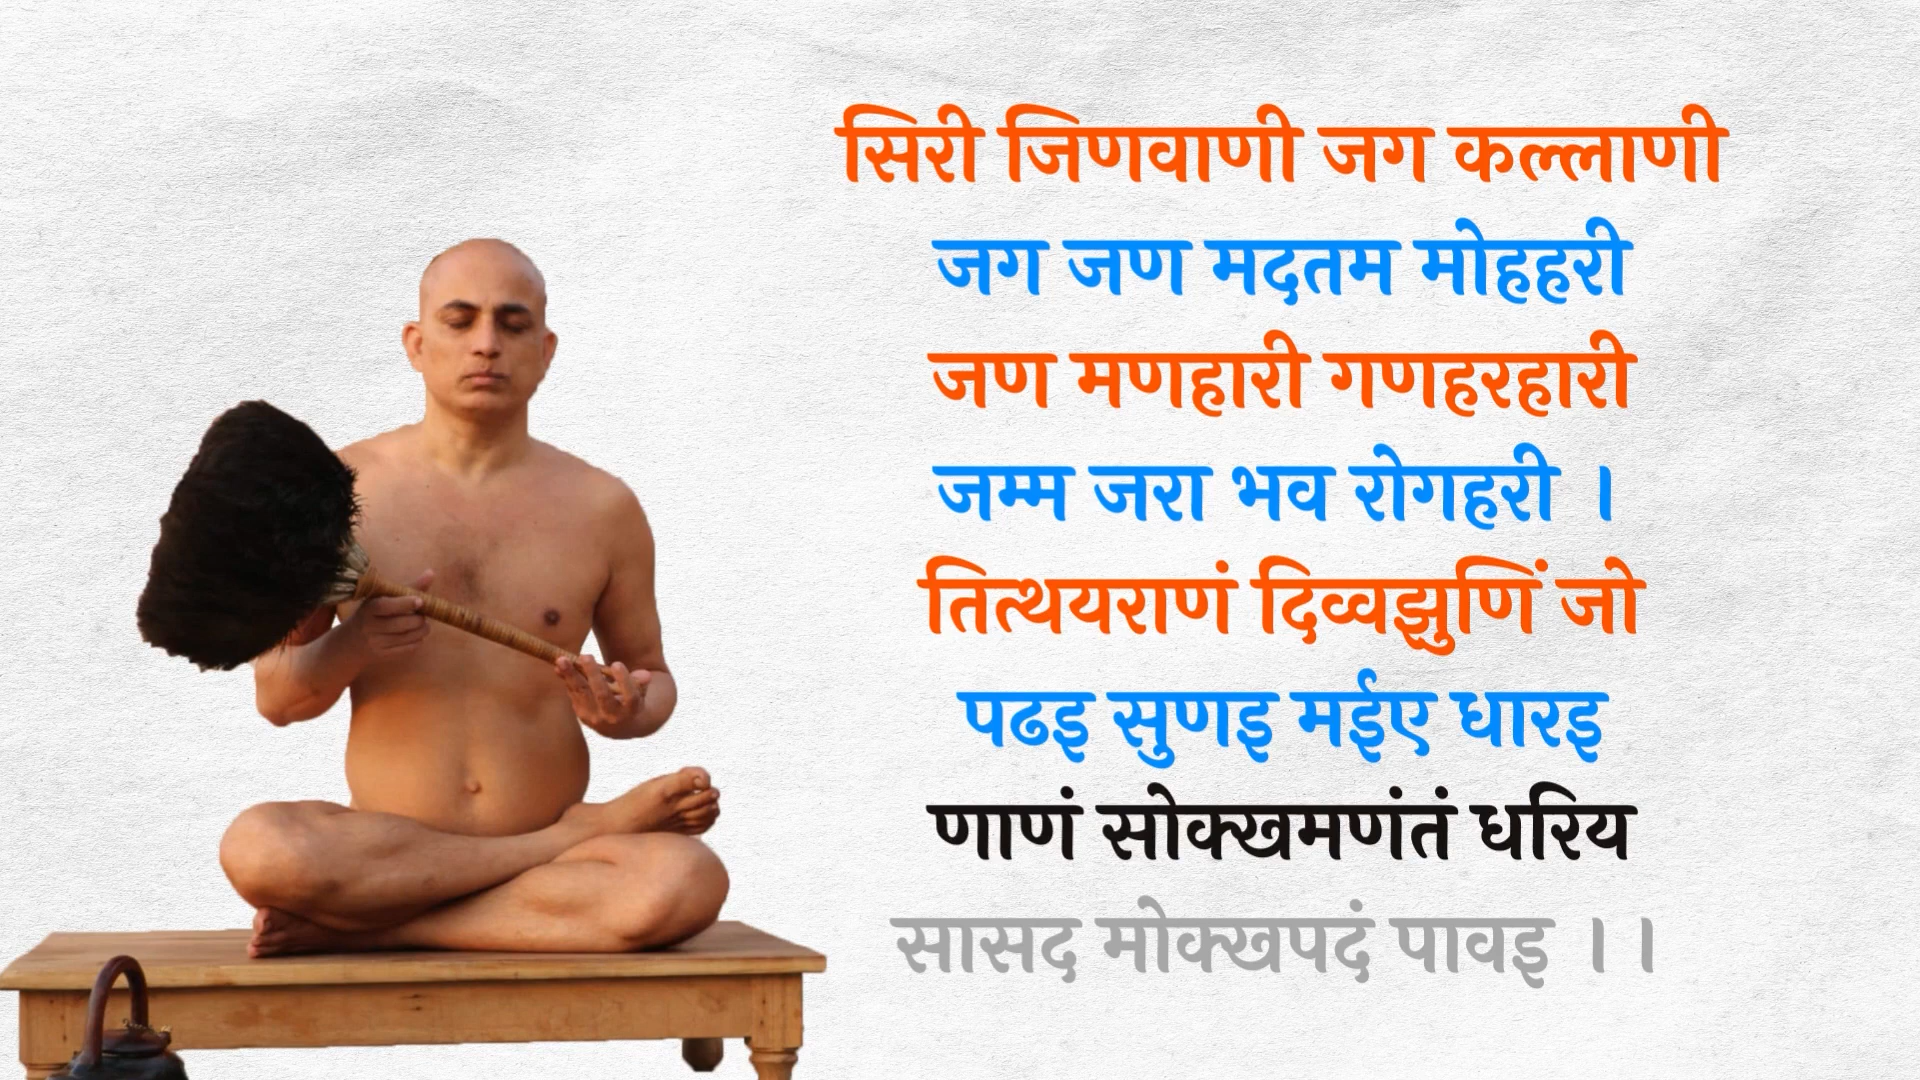 सिरी जिणवाणी जग कल्लाणी
जग जण मदतम मोहहरी
जण मणहारी गणहरहारी
जम्म जरा भव रोगहरी ।
तित्थयराणं दिव्वझुणिं जो
पढइ सुणइ मईए धारइ
णाणं सोक्खमणंतं धरिय
सासद मोक्खपदं पावइ ।।